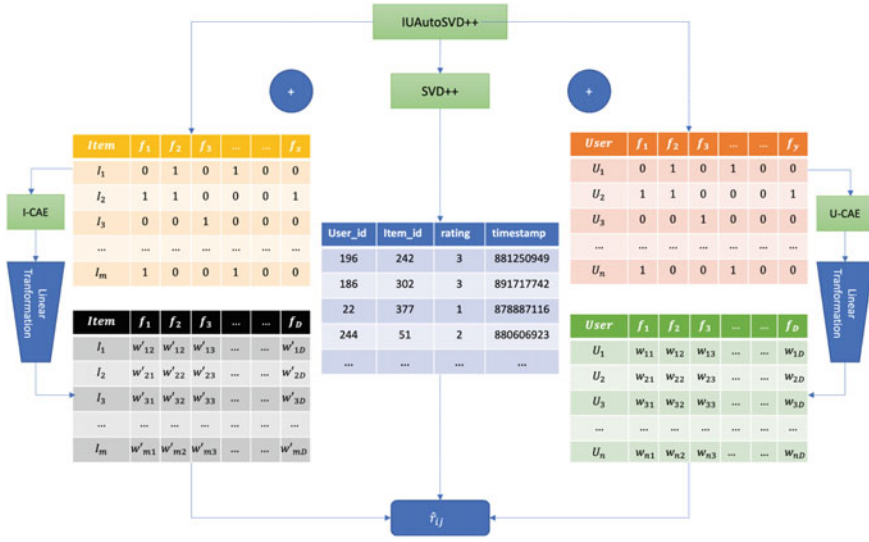 IUAutoSVD++
+
SVD++
+
Item f₁ f₂ f₃ ... ... fₓ
I₁ 0 1 0 1 0 0
I₂ 1 1 0 0 0 1
I₃ 0 0 1 0 0 0
... ... ... ... ... ... ...
Iₘ 1 0 0 1 0 0
User f₁ f₂ f₃ ... ... f_y
U₁ 0 1 0 1 0 0
U₂ 1 1 0 0 0 1
U₃ 0 0 1 0 0 0
... ... ... ... ... ... ...
Uₙ 1 0 0 1 0 0
I-CAE
U-CAE
User_id Item_id rating timestamp
196 242 3 881250949
186 302 3 891717742
22 377 1 878887116
244 51 2 880606923
... ... ... ...
Linear
Tranformation
Linear
Tranformation
Item f₁ f₂ f₃ ... ... f_D
I₁ w'₁₂ w'₁₂ w'₁₃ ... ... w'₁D
I₂ w'₂₁ w'₂₂ w'₂₃ ... ... w'₂D
I₃ w'₃₁ w'₃₂ w'₃₃ ... ... w'₃D
... ... ... ... ... ... ...
Iₘ w'ₘ₁ w'ₘ₂ w'ₘ₃ ... ... w'ₘD
User f₁ f₂ f₃ ... ... f_D
U₁ w₁₁ w₁₂ w₁₃ ... ... w₁D
U₂ w₂₁ w₂₂ w₂₃ ... ... w₂D
U₃ w₃₁ w₃₂ w₃₃ ... ... w₃D
... ... ... ... ... ... ...
Uₙ wₙ₁ wₙ₂ wₙ₃ ... ... wₙD
r̂ᵢⱼ